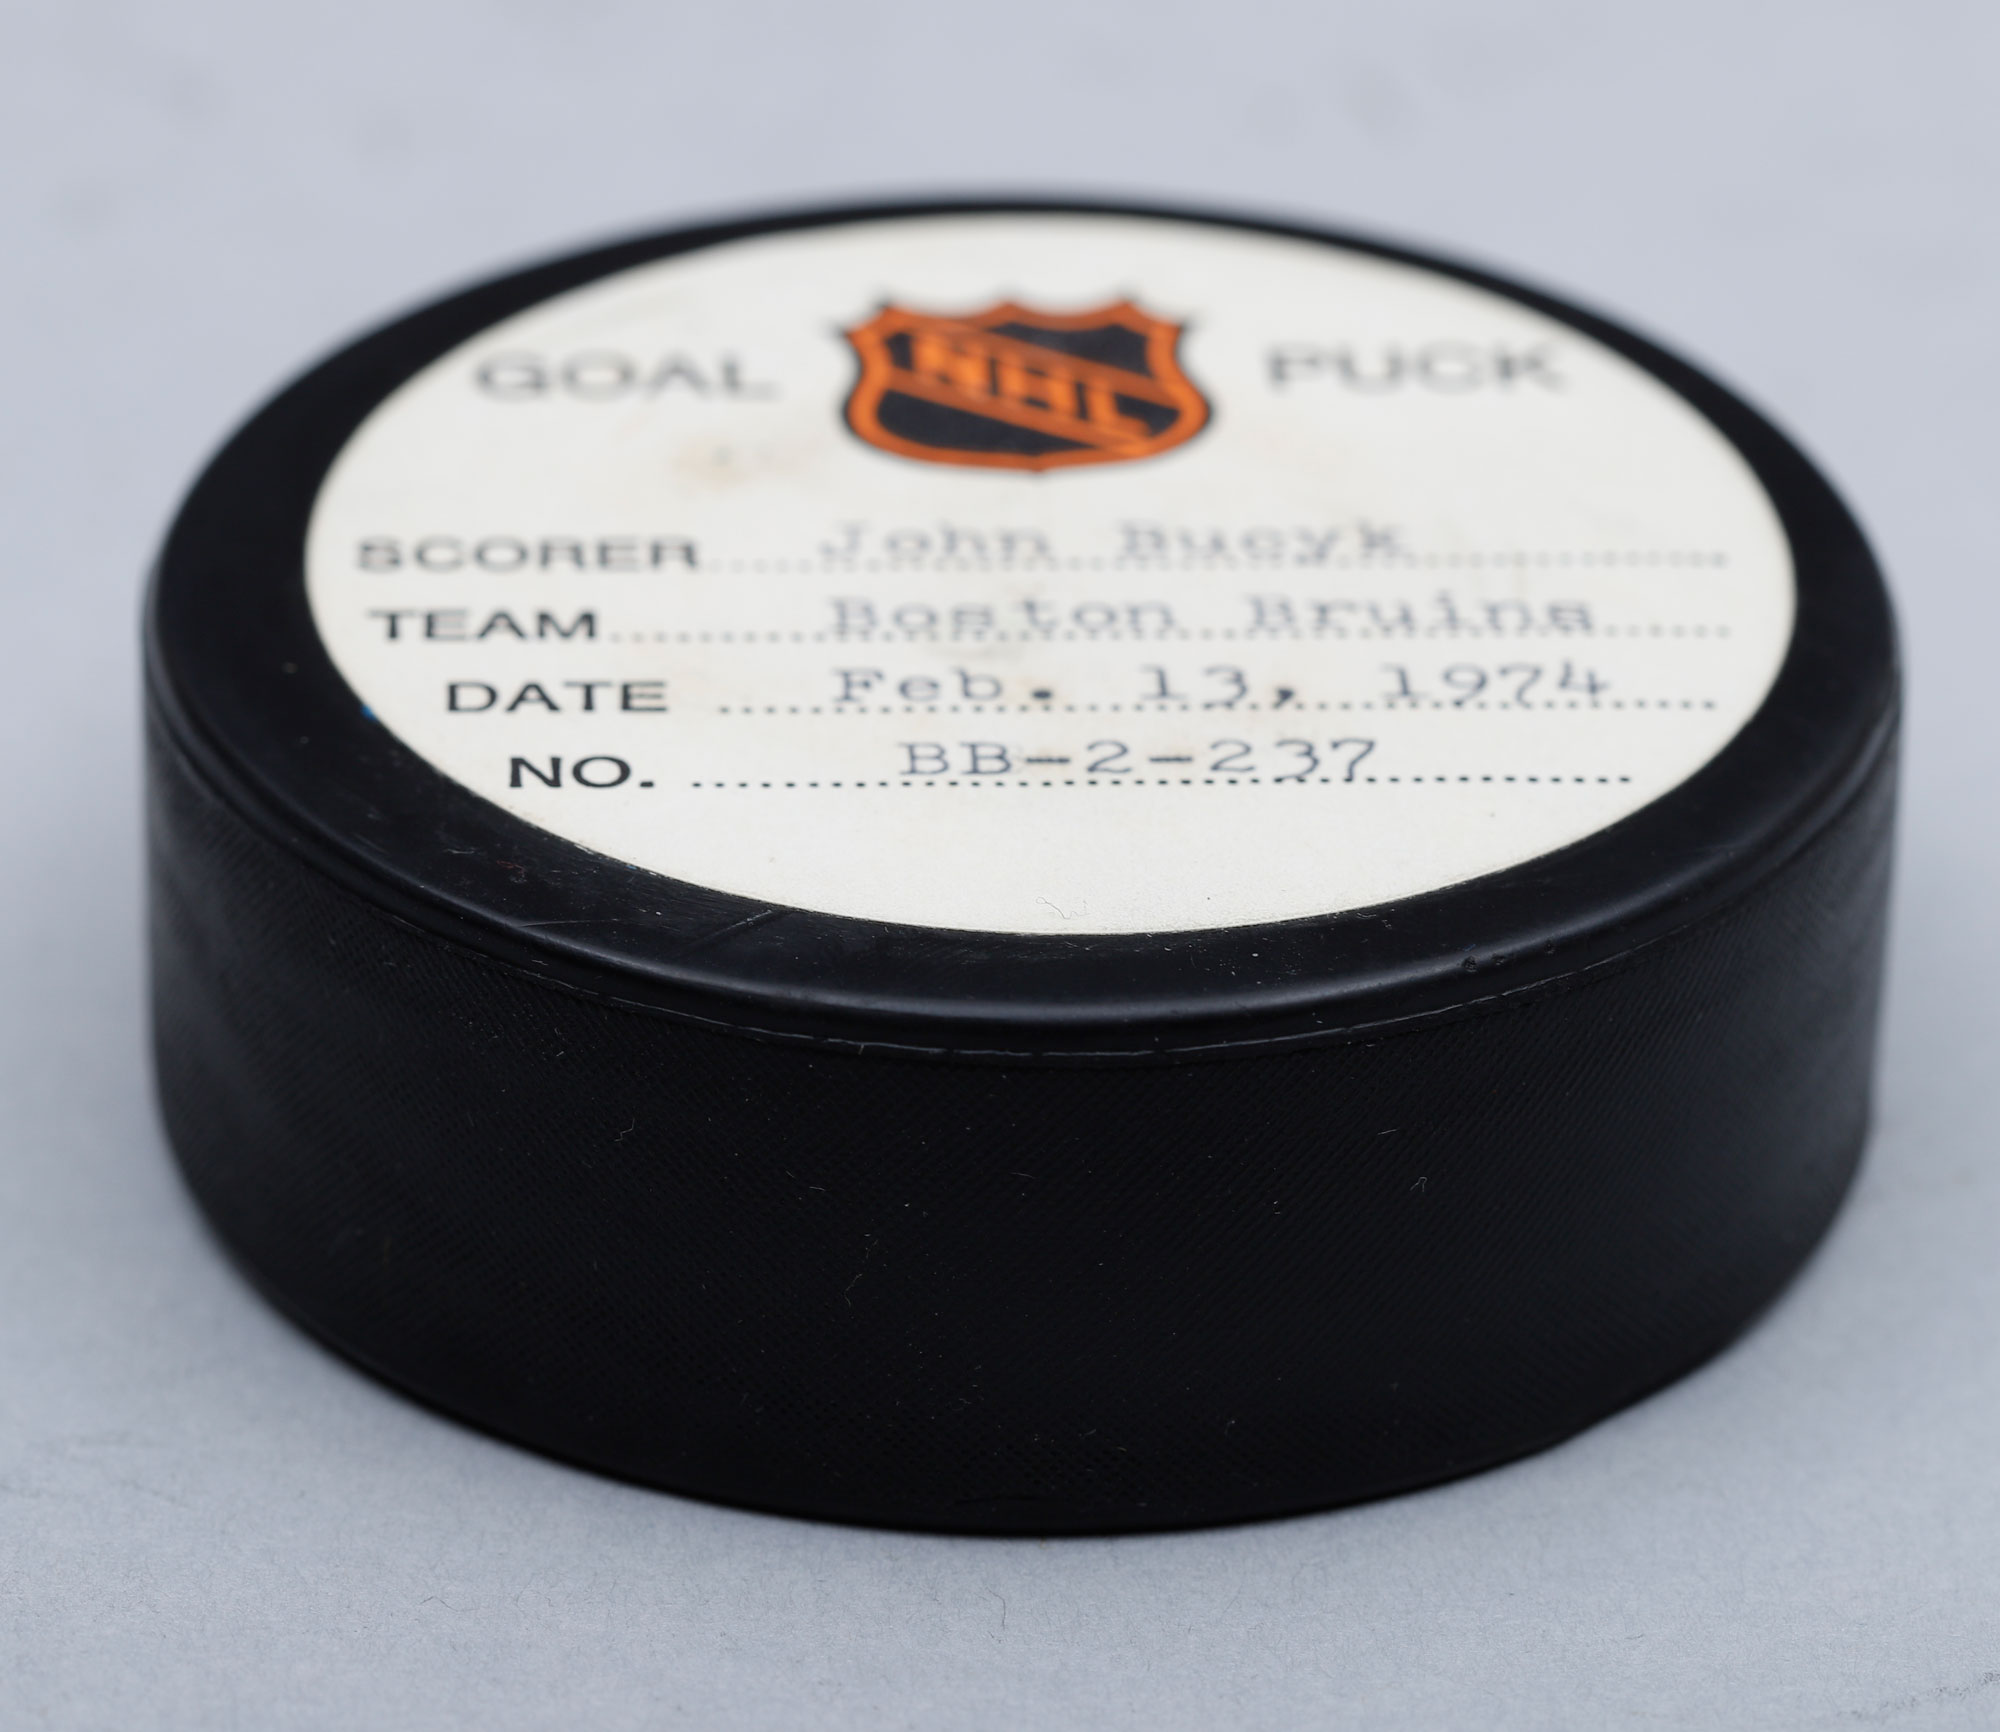 GOAL NHL PUCK
SCORER John Bucyk
TEAM Boston Bruins
DATE Feb. 13, 1974
NO. BB-2-237